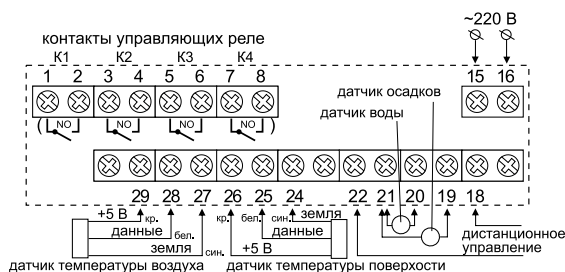 ~220 В
контакты управляющих реле
К1 К2 К3 К4
1 2 3 4 5 6 7 8 15 16
датчик осадков
датчик воды
( NO NO NO NO )
29 28 27 26 25 24 22 21 20 19 18
+5 В кр. кр. бел. син. земля
данные бел. данные
земля син. +5 В
дистанционное
управление
датчик температуры воздуха датчик температуры поверхности